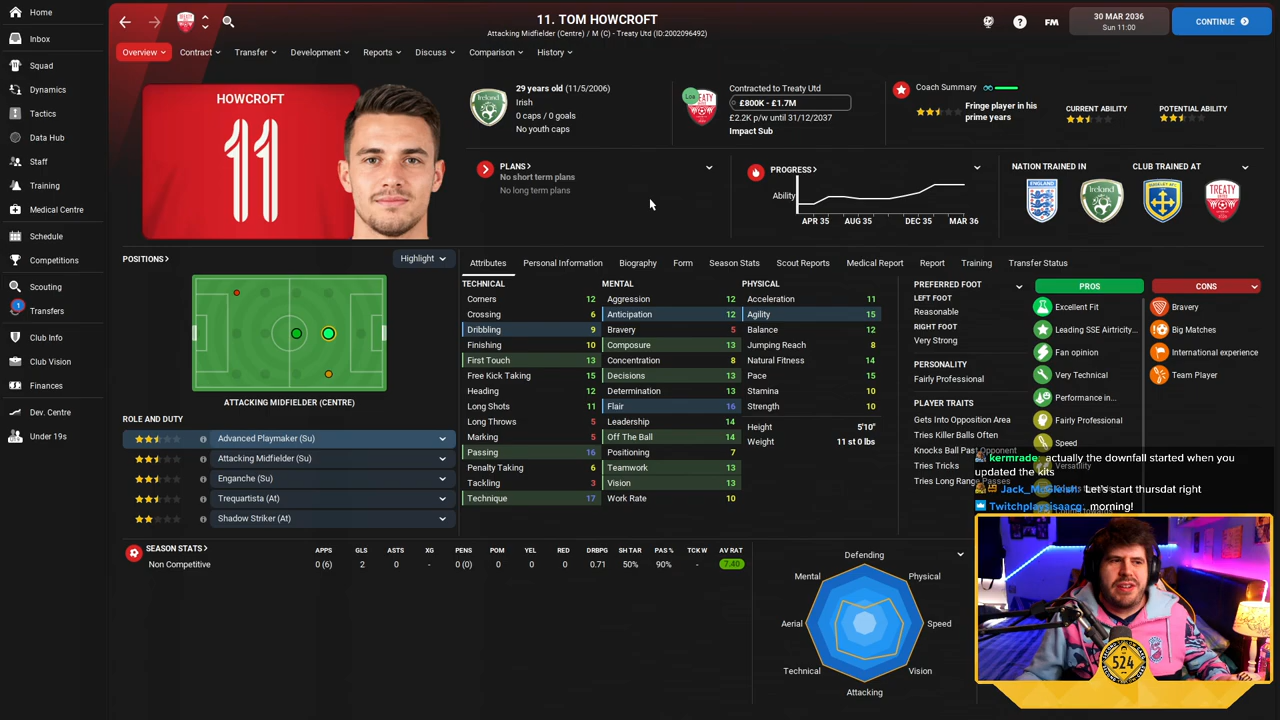 Home
Inbox
Squad
Dynamics
Tactics
Data Hub
Staff
Training
Medical Centre
Schedule
Competitions
Scouting
1
Transfers
Club Info
Club Vision
Finances
Dev. Centre
Under 19s
11. TOM HOWCROFT
Attacking Midfielder (Centre) / M (C) - Treaty Utd (ID:2002096492)
FM
30 MAR 2036
Sun 11:00
CONTINUE
Overview
Contract
Transfer
Development
Reports
Discuss
Comparison
History
HOWCROFT
11
29 years old (11/5/2006)
Irish
0 caps / 0 goals
No youth caps
Loa
Contracted to Treaty Utd
£800K - £1.7M
£2.2K p/w until 31/12/2037
Impact Sub
Coach Summary
Fringe player in his
prime years
CURRENT ABILITY
POTENTIAL ABILITY
PLANS
No short term plans
No long term plans
PROGRESS
Ability
APR 35
AUG 35
DEC 35
MAR 36
NATION TRAINED IN
CLUB TRAINED AT
POSITIONS
Highlight
ATTACKING MIDFIELDER (CENTRE)
ROLE AND DUTY
Advanced Playmaker (Su)
Attacking Midfielder (Su)
Enganche (Su)
Trequartista (At)
Shadow Striker (At)
Attributes
Personal Information
Biography
Form
Season Stats
Scout Reports
Medical Report
Report
Training
Transfer Status
TECHNICAL
Corners 12
Crossing 6
Dribbling 9
Finishing 10
First Touch 13
Free Kick Taking 15
Heading 12
Long Shots 11
Long Throws 5
Marking 5
Passing 16
Penalty Taking 6
Tackling 3
Technique 17
MENTAL
Aggression 12
Anticipation 12
Bravery 5
Composure 13
Concentration 8
Decisions 13
Determination 13
Flair 16
Leadership 14
Off The Ball 14
Positioning 7
Teamwork 13
Vision 13
Work Rate 10
PHYSICAL
Acceleration 11
Agility 15
Balance 12
Jumping Reach 8
Natural Fitness 14
Pace 15
Stamina 10
Strength 10
Height 5'10"
Weight 11 st 0 lbs
PREFERRED FOOT
LEFT FOOT
Reasonable
RIGHT FOOT
Very Strong
PERSONALITY
Fairly Professional
PLAYER TRAITS
Gets Into Opposition Area
Tries Killer Balls Often
Knocks Ball Past Opponent
Tries Tricks
Tries Long Range Passes
PROS
Excellent Fit
Leading SSE Airtricity...
Fan opinion
Very Technical
Performance in...
Fairly Professional
Speed
Versatility
CONS
Bravery
Big Matches
International experience
Team Player
kermrade: actually the downfall started when you
updated the kits
Jack_McGleish: Let's start thursdat right
Twitchplaysisaacg: morning!
SEASON STATS
APPS GLS ASTS XG PENS POM YEL RED DRBPG SH TAR PAS % TCK W AV RAT
Non Competitive 0 (6) 2 0 - 0 (0) 0 0 0 0.71 50% 90% - 7.40
Defending
Mental
Physical
Aerial
Speed
Technical
Vision
Attacking
524